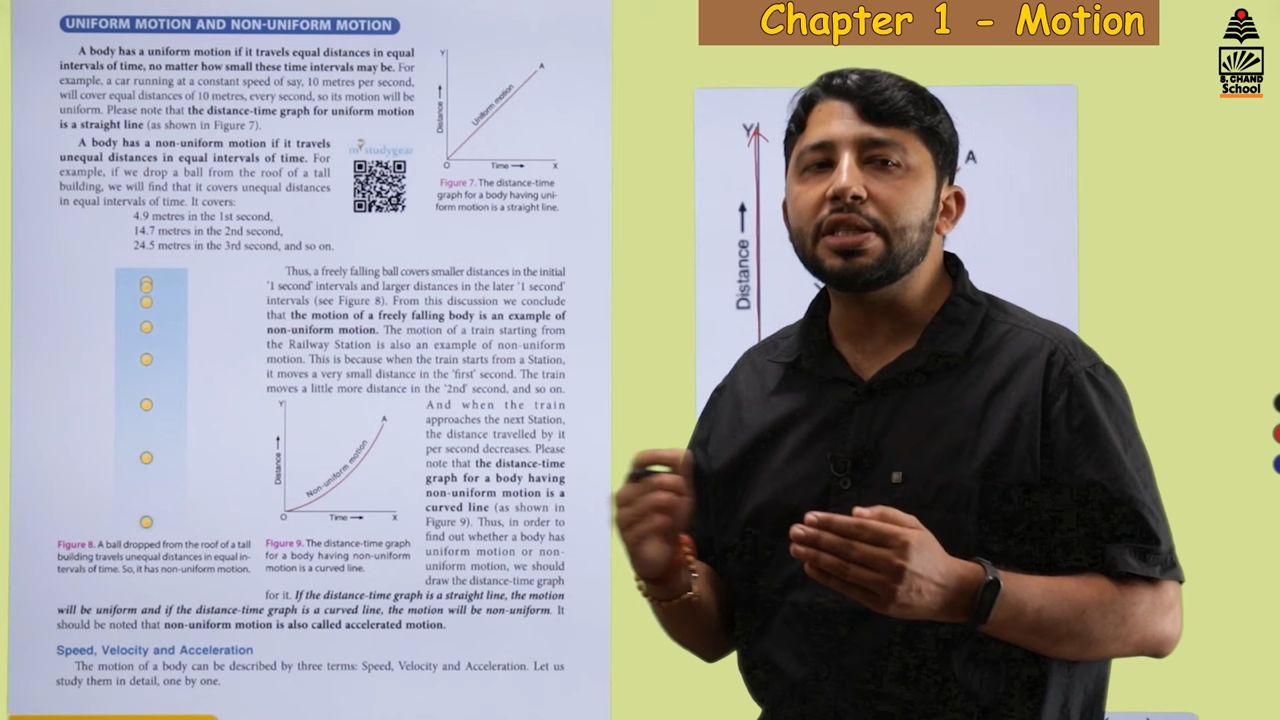 UNIFORM MOTION AND NON-UNIFORM MOTION
A body has a uniform motion if it travels equal distances in equal
intervals of time, no matter how small these time intervals may be. For
example, a car running at a constant speed of say, 10 metres per second,
will cover equal distances of 10 metres, every second, so its motion will be
uniform. Please note that the distance-time graph for uniform motion
is a straight line (as shown in Figure 7).
A body has a non-uniform motion if it travels
unequal distances in equal intervals of time. For
example, if we drop a ball from the roof of a tall
building, we will find that it covers unequal distances
in equal intervals of time. It covers:
4.9 metres in the 1st second,
14.7 metres in the 2nd second,
24.5 metres in the 3rd second, and so on.
mystudygear
Y
A
Distance
Uniform motion
O
Time
X
Figure 7. The distance-time
graph for a body having uni-
form motion is a straight line.
Thus, a freely falling ball covers smaller distances in the initial
'1 second' intervals and larger distances in the later '1 second'
intervals (see Figure 8). From this discussion we conclude
that the motion of a freely falling body is an example of
non-uniform motion. The motion of a train starting from
the Railway Station is also an example of non-uniform
motion. This is because when the train starts from a Station,
it moves a very small distance in the 'first' second. The train
moves a little more distance in the '2nd' second, and so on.
And when the train
approaches the next Station,
the distance travelled by it
per second decreases. Please
note that the distance-time
graph for a body having
non-uniform motion is a
curved line (as shown in
Figure 9). Thus, in order to
find out whether a body has
uniform motion or non-
uniform motion, we should
draw the distance-time graph
Y
A
Distance
Non-uniform motion
O
Time
X
Figure 8. A ball dropped from the roof of a tall
building travels unequal distances in equal in-
tervals of time. So, it has non-uniform motion.
Figure 9. The distance-time graph
for a body having non-uniform
motion is a curved line.
for it. If the distance-time graph is a straight line, the motion
will be uniform and if the distance-time graph is a curved line, the motion will be non-uniform. It
should be noted that non-uniform motion is also called accelerated motion.
Speed, Velocity and Acceleration
The motion of a body can be described by three terms: Speed, Velocity and Acceleration. Let us
study them in detail, one by one.
Chapter 1 - Motion
S. CHAND
School
Y
A
Distance